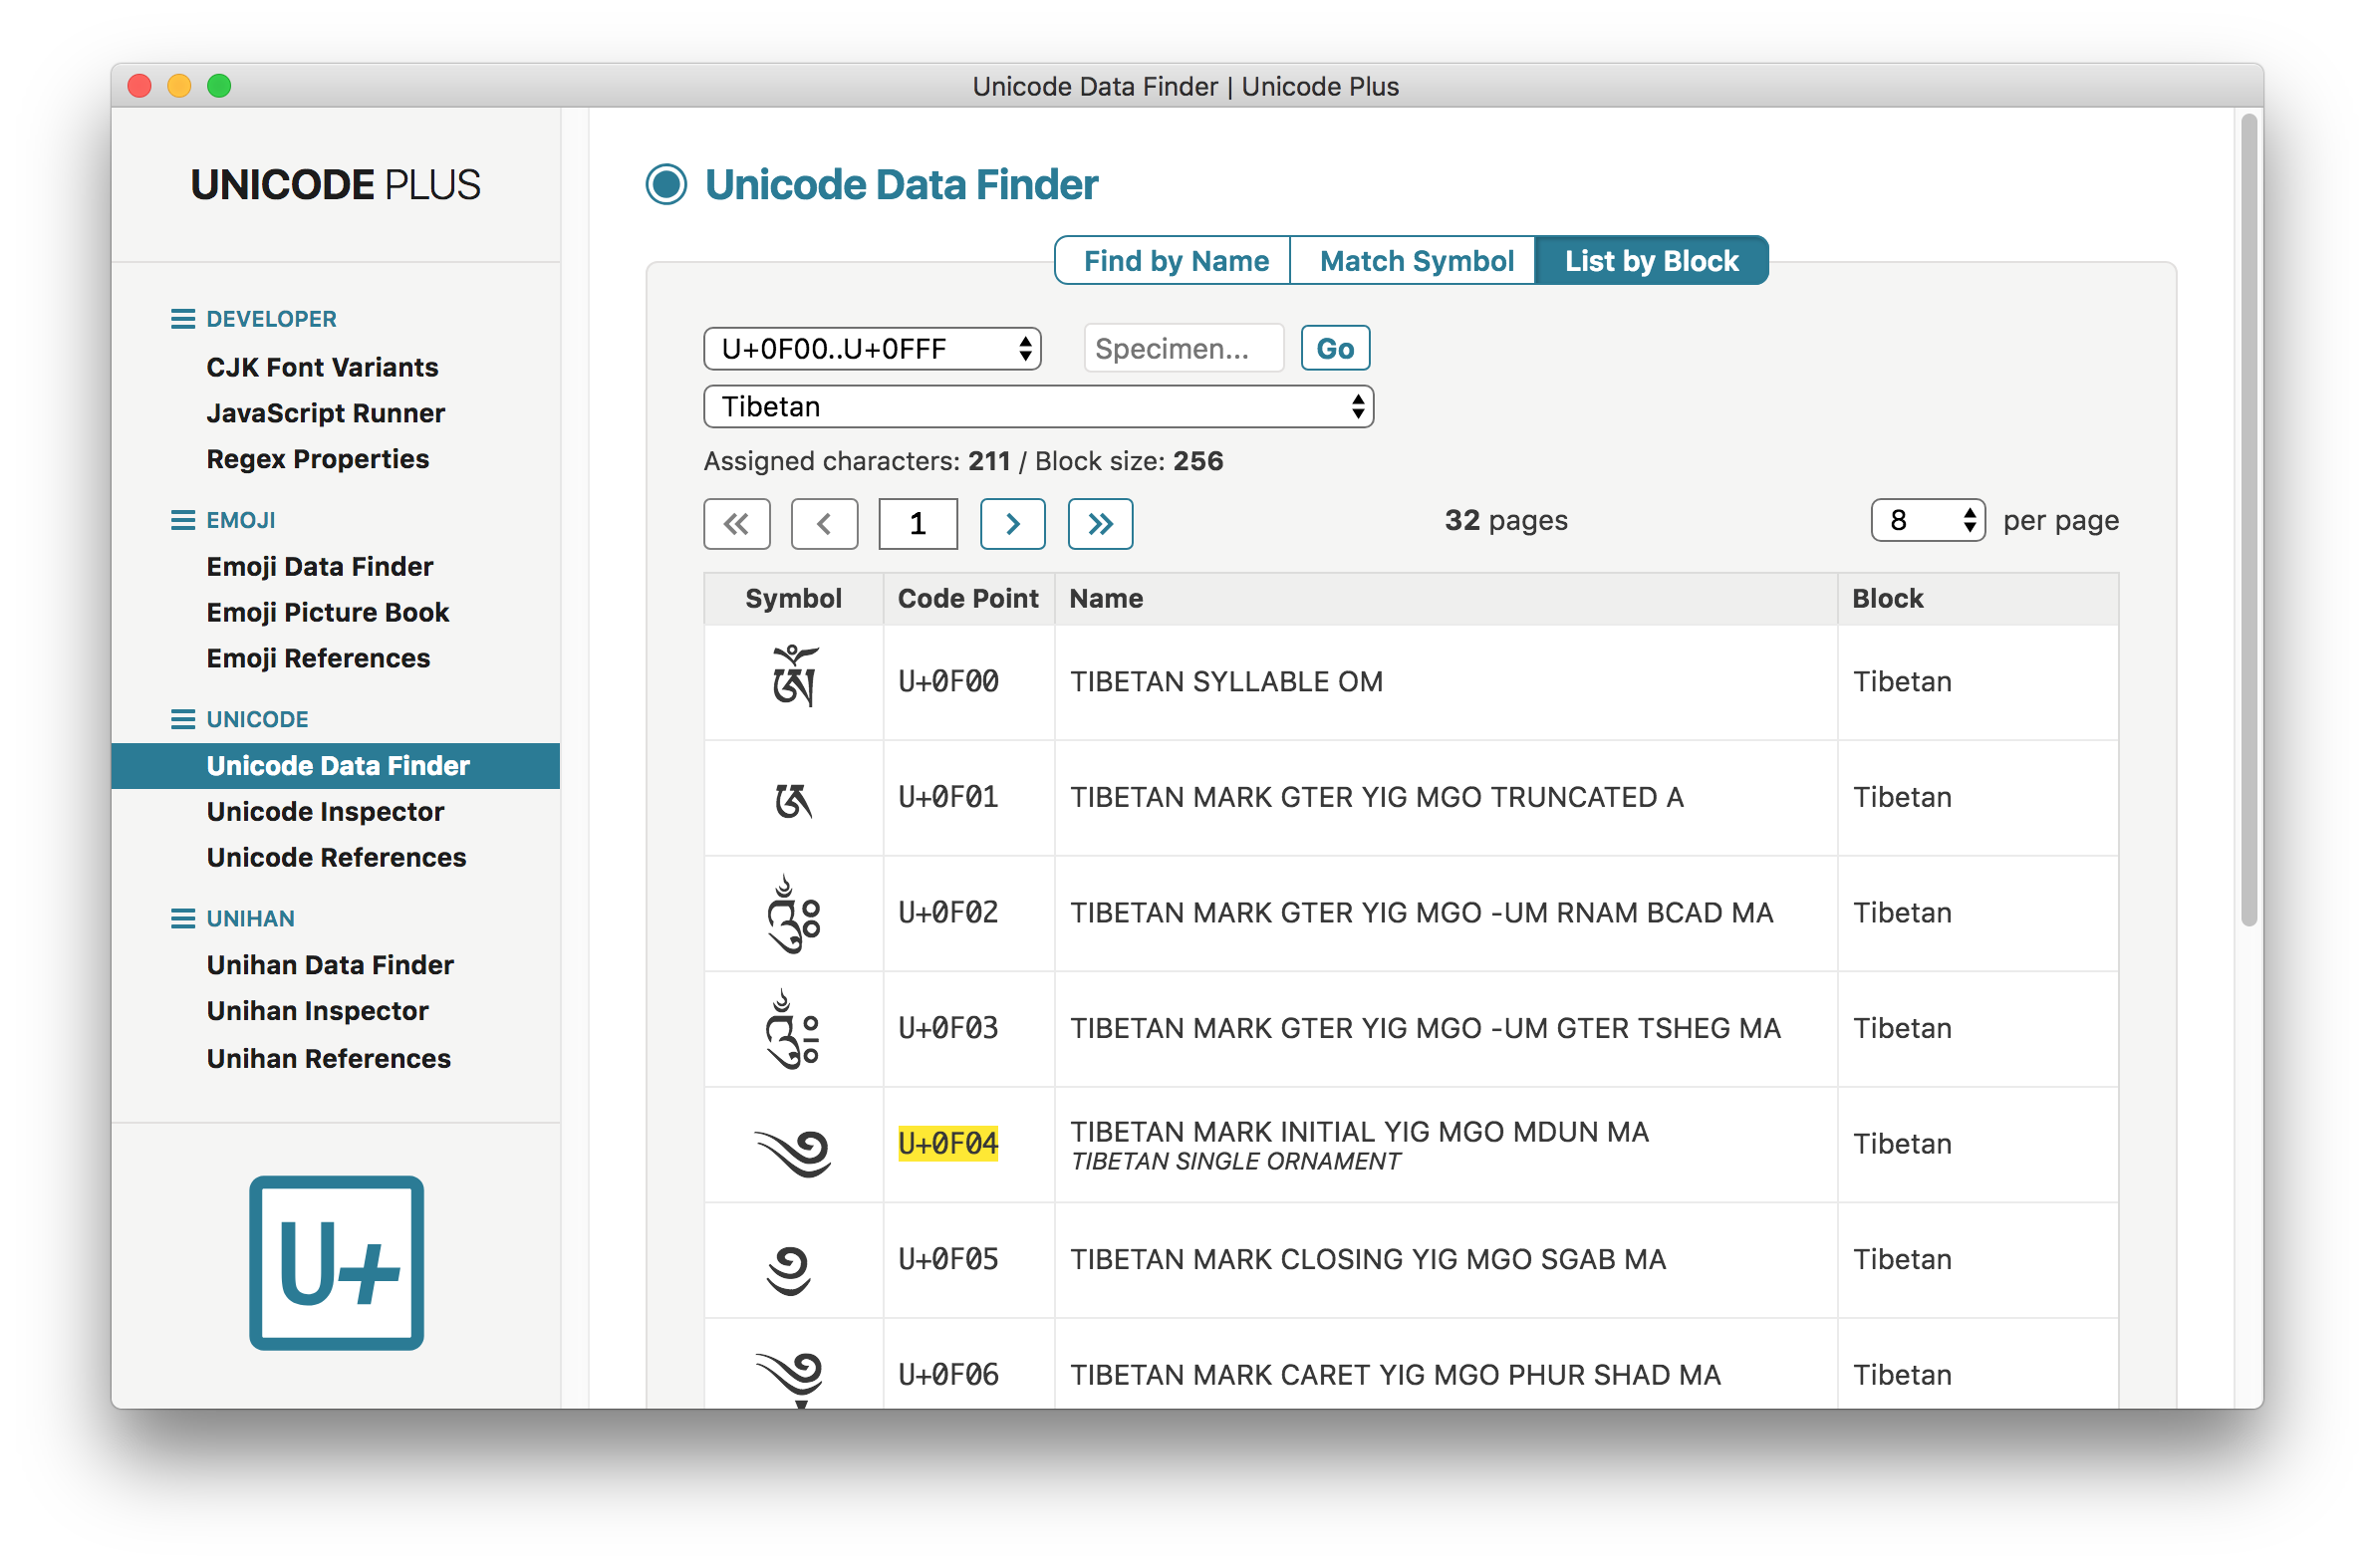 Unicode Data Finder | Unicode Plus
UNICODE PLUS
DEVELOPER
CJK Font Variants
JavaScript Runner
Regex Properties
EMOJI
Emoji Data Finder
Emoji Picture Book
Emoji References
UNICODE
Unicode Data Finder
Unicode Inspector
Unicode References
UNIHAN
Unihan Data Finder
Unihan Inspector
Unihan References
U+
Unicode Data Finder
Find by Name Match Symbol List by Block
U+0F00..U+0FFF Specimen... Go
Tibetan
Assigned characters: 211 / Block size: 256
« ‹ 1 › » 32 pages 8 per page
Symbol Code Point Name Block
ༀ U+0F00 TIBETAN SYLLABLE OM Tibetan
༁ U+0F01 TIBETAN MARK GTER YIG MGO TRUNCATED A Tibetan
༂ U+0F02 TIBETAN MARK GTER YIG MGO -UM RNAM BCAD MA Tibetan
༃ U+0F03 TIBETAN MARK GTER YIG MGO -UM GTER TSHEG MA Tibetan
༄ U+0F04 TIBETAN MARK INITIAL YIG MGO MDUN MA Tibetan
TIBETAN SINGLE ORNAMENT
༅ U+0F05 TIBETAN MARK CLOSING YIG MGO SGAB MA Tibetan
༆ U+0F06 TIBETAN MARK CARET YIG MGO PHUR SHAD MA Tibetan